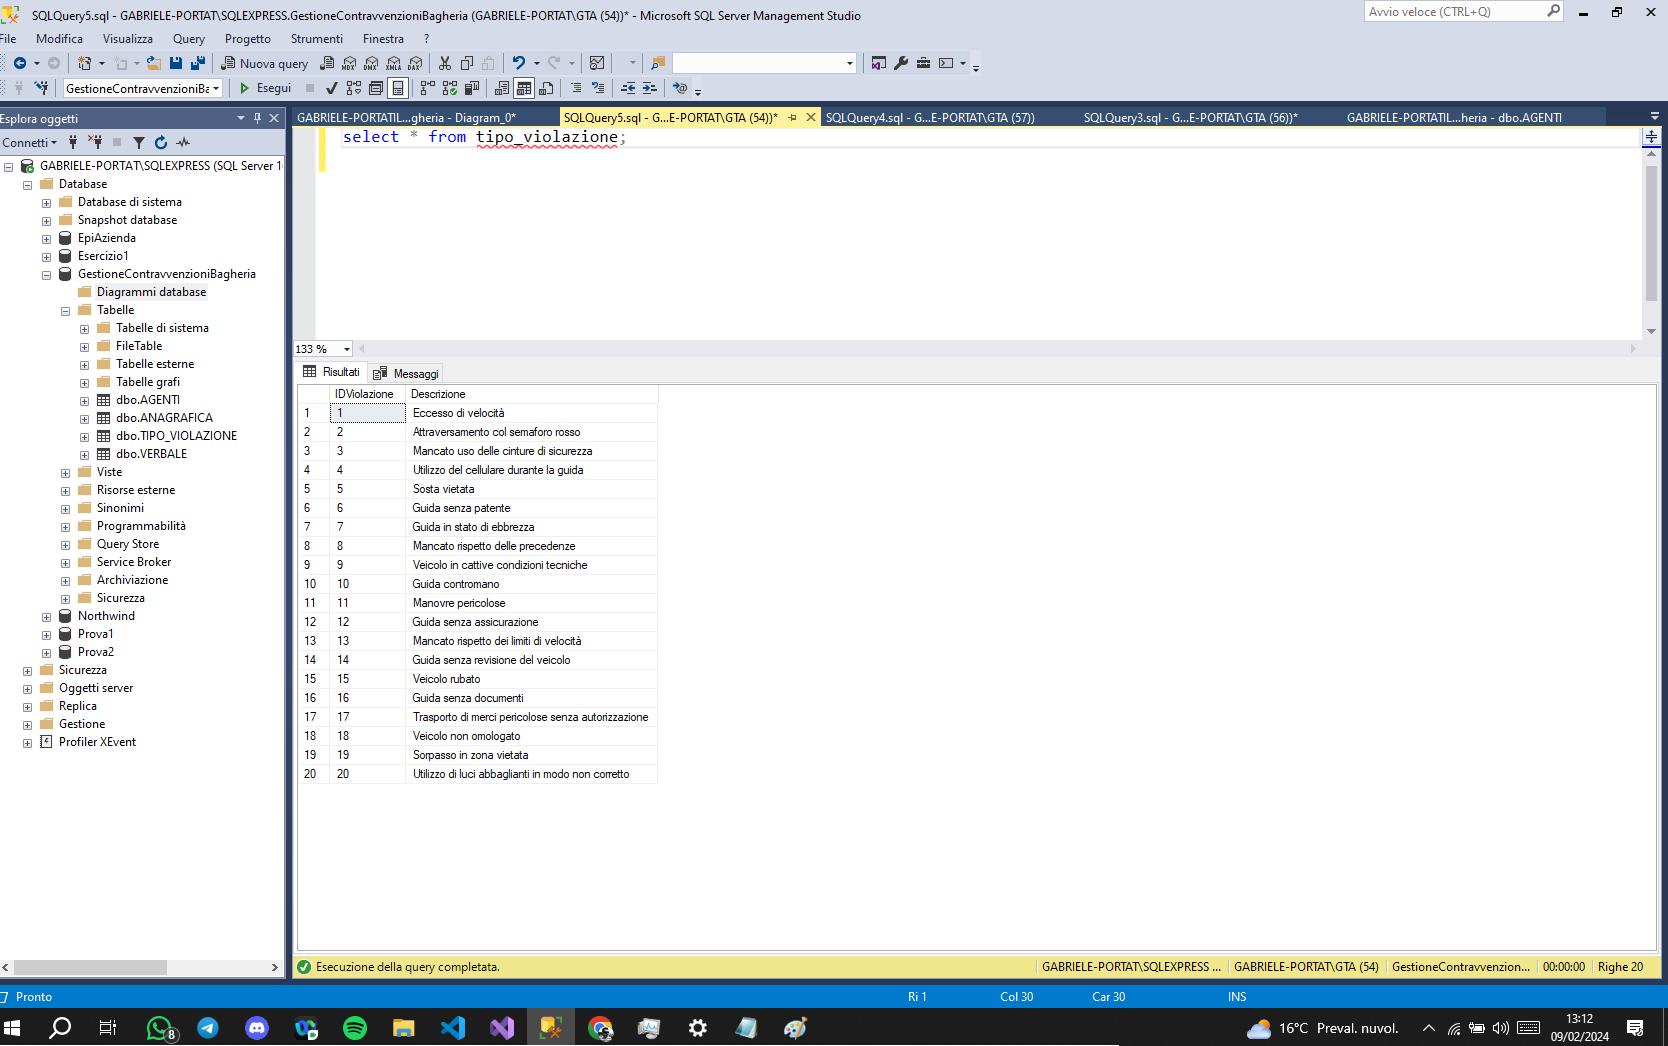 SQLQuery5.sql - GABRIELE-PORTAT\SQLEXPRESS.GestioneContravvenzioniBagheria (GABRIELE-PORTAT\GTA (54))* - Microsoft SQL Server Management Studio
Avvio veloce (CTRL+Q)
File Modifica Visualizza Query Progetto Strumenti Finestra ?
Nuova query MDX DMX XMLA DAX
GestioneContravvenzioniBa Esegui
Esplora oggetti
GABRIELE-PORTATIL...gheria - Diagram_0* SQLQuery5.sql - G...E-PORTAT\GTA (54))* SQLQuery4.sql - G...E-PORTAT\GTA (57)) SQLQuery3.sql - G...E-PORTAT\GTA (56))* GABRIELE-PORTATIL...heria - dbo.AGENTI
Connetti
GABRIELE-PORTAT\SQLEXPRESS (SQL Server 1
Database
Database di sistema
Snapshot database
EpiAzienda
Esercizio1
GestioneContravvenzioniBagheria
Diagrammi database
Tabelle
Tabelle di sistema
FileTable
Tabelle esterne
Tabelle grafi
dbo.AGENTI
dbo.ANAGRAFICA
dbo.TIPO_VIOLAZIONE
dbo.VERBALE
Viste
Risorse esterne
Sinonimi
Programmabilità
Query Store
Service Broker
Archiviazione
Sicurezza
Northwind
Prova1
Prova2
Sicurezza
Oggetti server
Replica
Gestione
Profiler XEvent
select * from tipo_violazione;
133 %
Risultati Messaggi
IDViolazione Descrizione
1 1 Eccesso di velocità
2 2 Attraversamento col semaforo rosso
3 3 Mancato uso delle cinture di sicurezza
4 4 Utilizzo del cellulare durante la guida
5 5 Sosta vietata
6 6 Guida senza patente
7 7 Guida in stato di ebbrezza
8 8 Mancato rispetto delle precedenze
9 9 Veicolo in cattive condizioni tecniche
10 10 Guida contromano
11 11 Manovre pericolose
12 12 Guida senza assicurazione
13 13 Mancato rispetto dei limiti di velocità
14 14 Guida senza revisione del veicolo
15 15 Veicolo rubato
16 16 Guida senza documenti
17 17 Trasporto di merci pericolose senza autorizzazione
18 18 Veicolo non omologato
19 19 Sorpasso in zona vietata
20 20 Utilizzo di luci abbaglianti in modo non corretto
Esecuzione della query completata. GABRIELE-PORTAT\SQLEXPRESS ... GABRIELE-PORTAT\GTA (54) GestioneContravvenzion... 00:00:00 Righe 20
Pronto Ri 1 Col 30 Car 30 INS
8
16°C Preval. nuvol.
13:12
09/02/2024